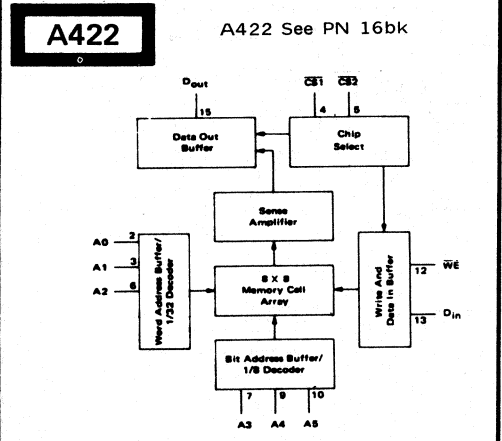 A422
A422 See PN 16bk
Dout
CS1 CS2
15
4 5
Data Out
Buffer
Chip
Select
Sense
Amplifier
A0 2
A1 3
A2 6
Word Address Buffer/
1/32 Decoder
8 X 8
Memory Cell
Array
Write And
Data In Buffer
12 WE
13 Din
Bit Address Buffer/
1/8 Decoder
7 9 10
A3 A4 A5